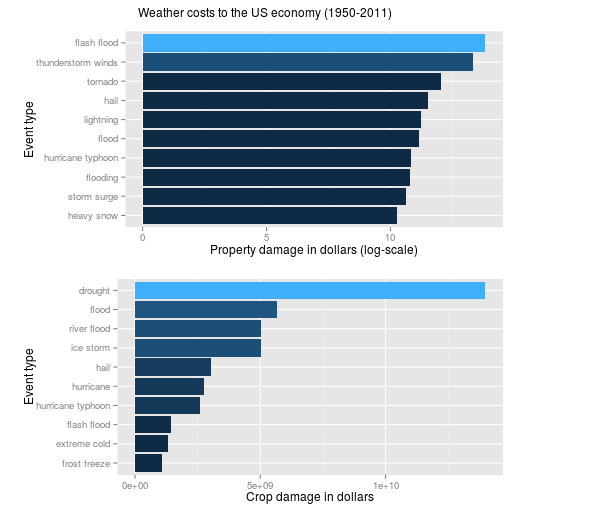 Weather costs to the US economy (1950-2011)
Event type
flash flood
thunderstorm winds
tornado
hail
lightning
flood
hurricane typhoon
flooding
storm surge
heavy snow
0 5 10
Property damage in dollars (log-scale)
Event type
drought
flood
river flood
ice storm
hail
hurricane
hurricane typhoon
flash flood
extreme cold
frost freeze
0e+00 5e+09 1e+10
Crop damage in dollars